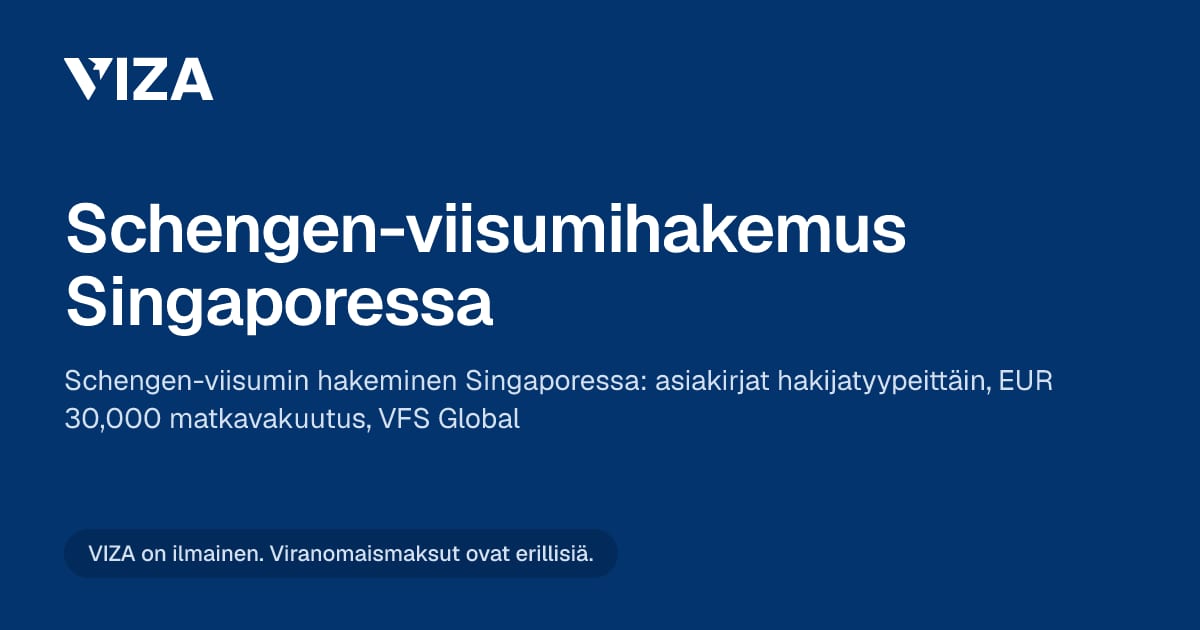 VIZA
Schengen-viisumihakemus
Singaporessa
Schengen-viisumin hakeminen Singaporessa: asiakirjat hakijatyypeittäin, EUR
30,000 matkavakuutus, VFS Global
VIZA on ilmainen. Viranomaismaksut ovat erillisiä.